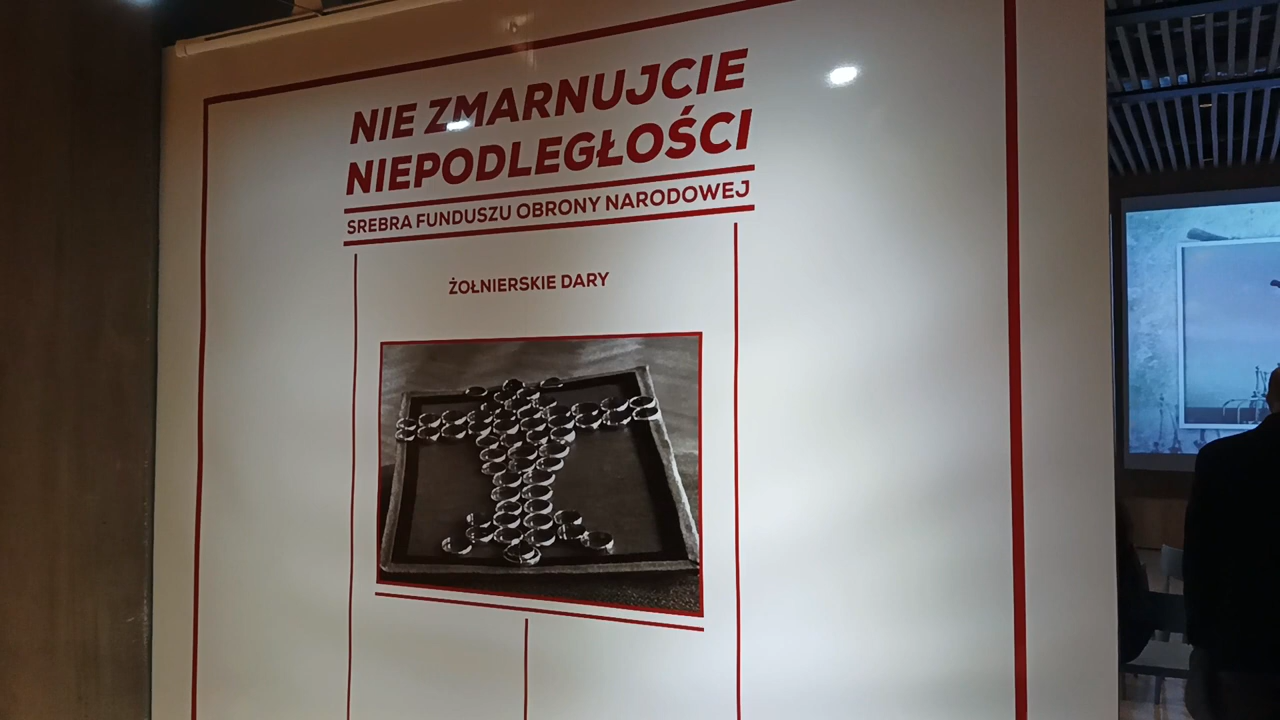 NIE ZMARNUJCIE
NIEPODLEGŁOŚCI
SREBRA FUNDUSZU OBRONY NARODOWEJ
ŻOŁNIERSKIE DARY